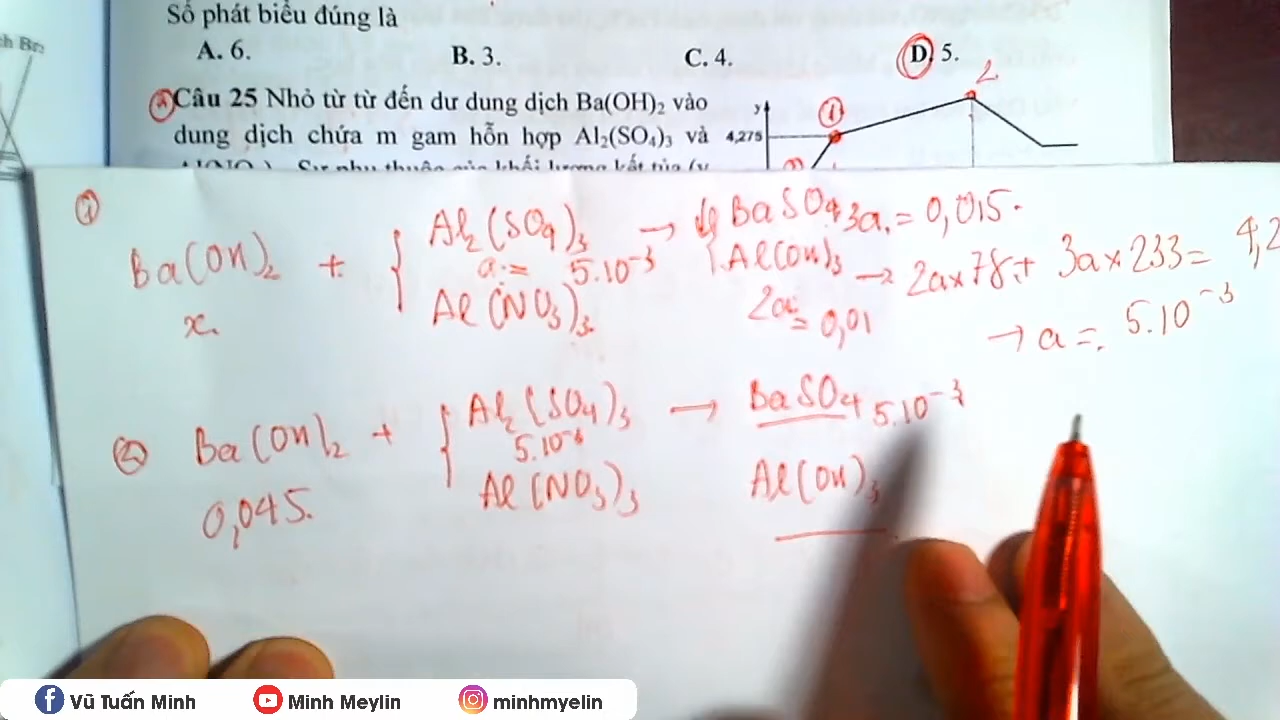 Số phát biểu đúng là
A. 6. B. 3. C. 4. D. 5.
Câu 25 Nhỏ từ từ đến dư dung dịch Ba(OH)2 vào
dung dịch chứa m gam hỗn hợp Al2(SO4)3 và
y
4,275
1
2
1
Ba(OH)2 + { Al2(SO4)3 → ↓{ BaSO4 3a = 0,015.
x
a = 5.10^-3
Al(NO3)3
Al(OH)3 → 2a×78 + 3a×233 = 4,2
2a = 0,01
→ a = 5.10^-3
2
Ba(OH)2 + { Al2(SO4)3 → BaSO4 5.10^-3
0,045.
5.10^-3
Al(NO3)3
Al(OH)3
Vũ Tuấn Minh
Minh Meylin
minhmyelin